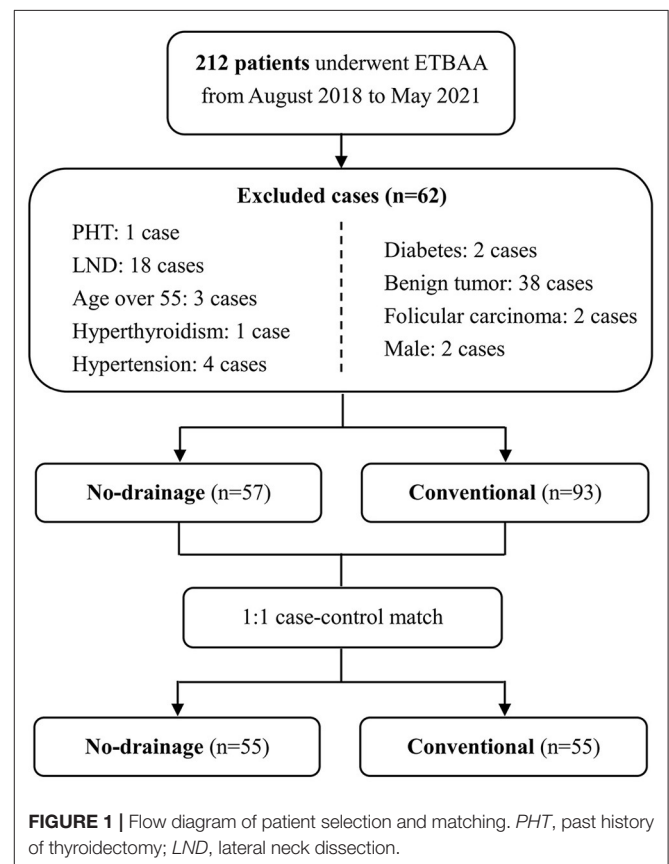 212 patients underwent ETBAA
from August 2018 to May 2021
Excluded cases (n=62)
PHT: 1 case
LND: 18 cases
Age over 55: 3 cases
Hyperthyroidism: 1 case
Hypertension: 4 cases
Diabetes: 2 cases
Benign tumor: 38 cases
Folicular carcinoma: 2 cases
Male: 2 cases
No-drainage (n=57)
Conventional (n=93)
1:1 case-control match
No-drainage (n=55)
Conventional (n=55)
FIGURE 1 | Flow diagram of patient selection and matching. PHT, past history
of thyroidectomy; LND, lateral neck dissection.